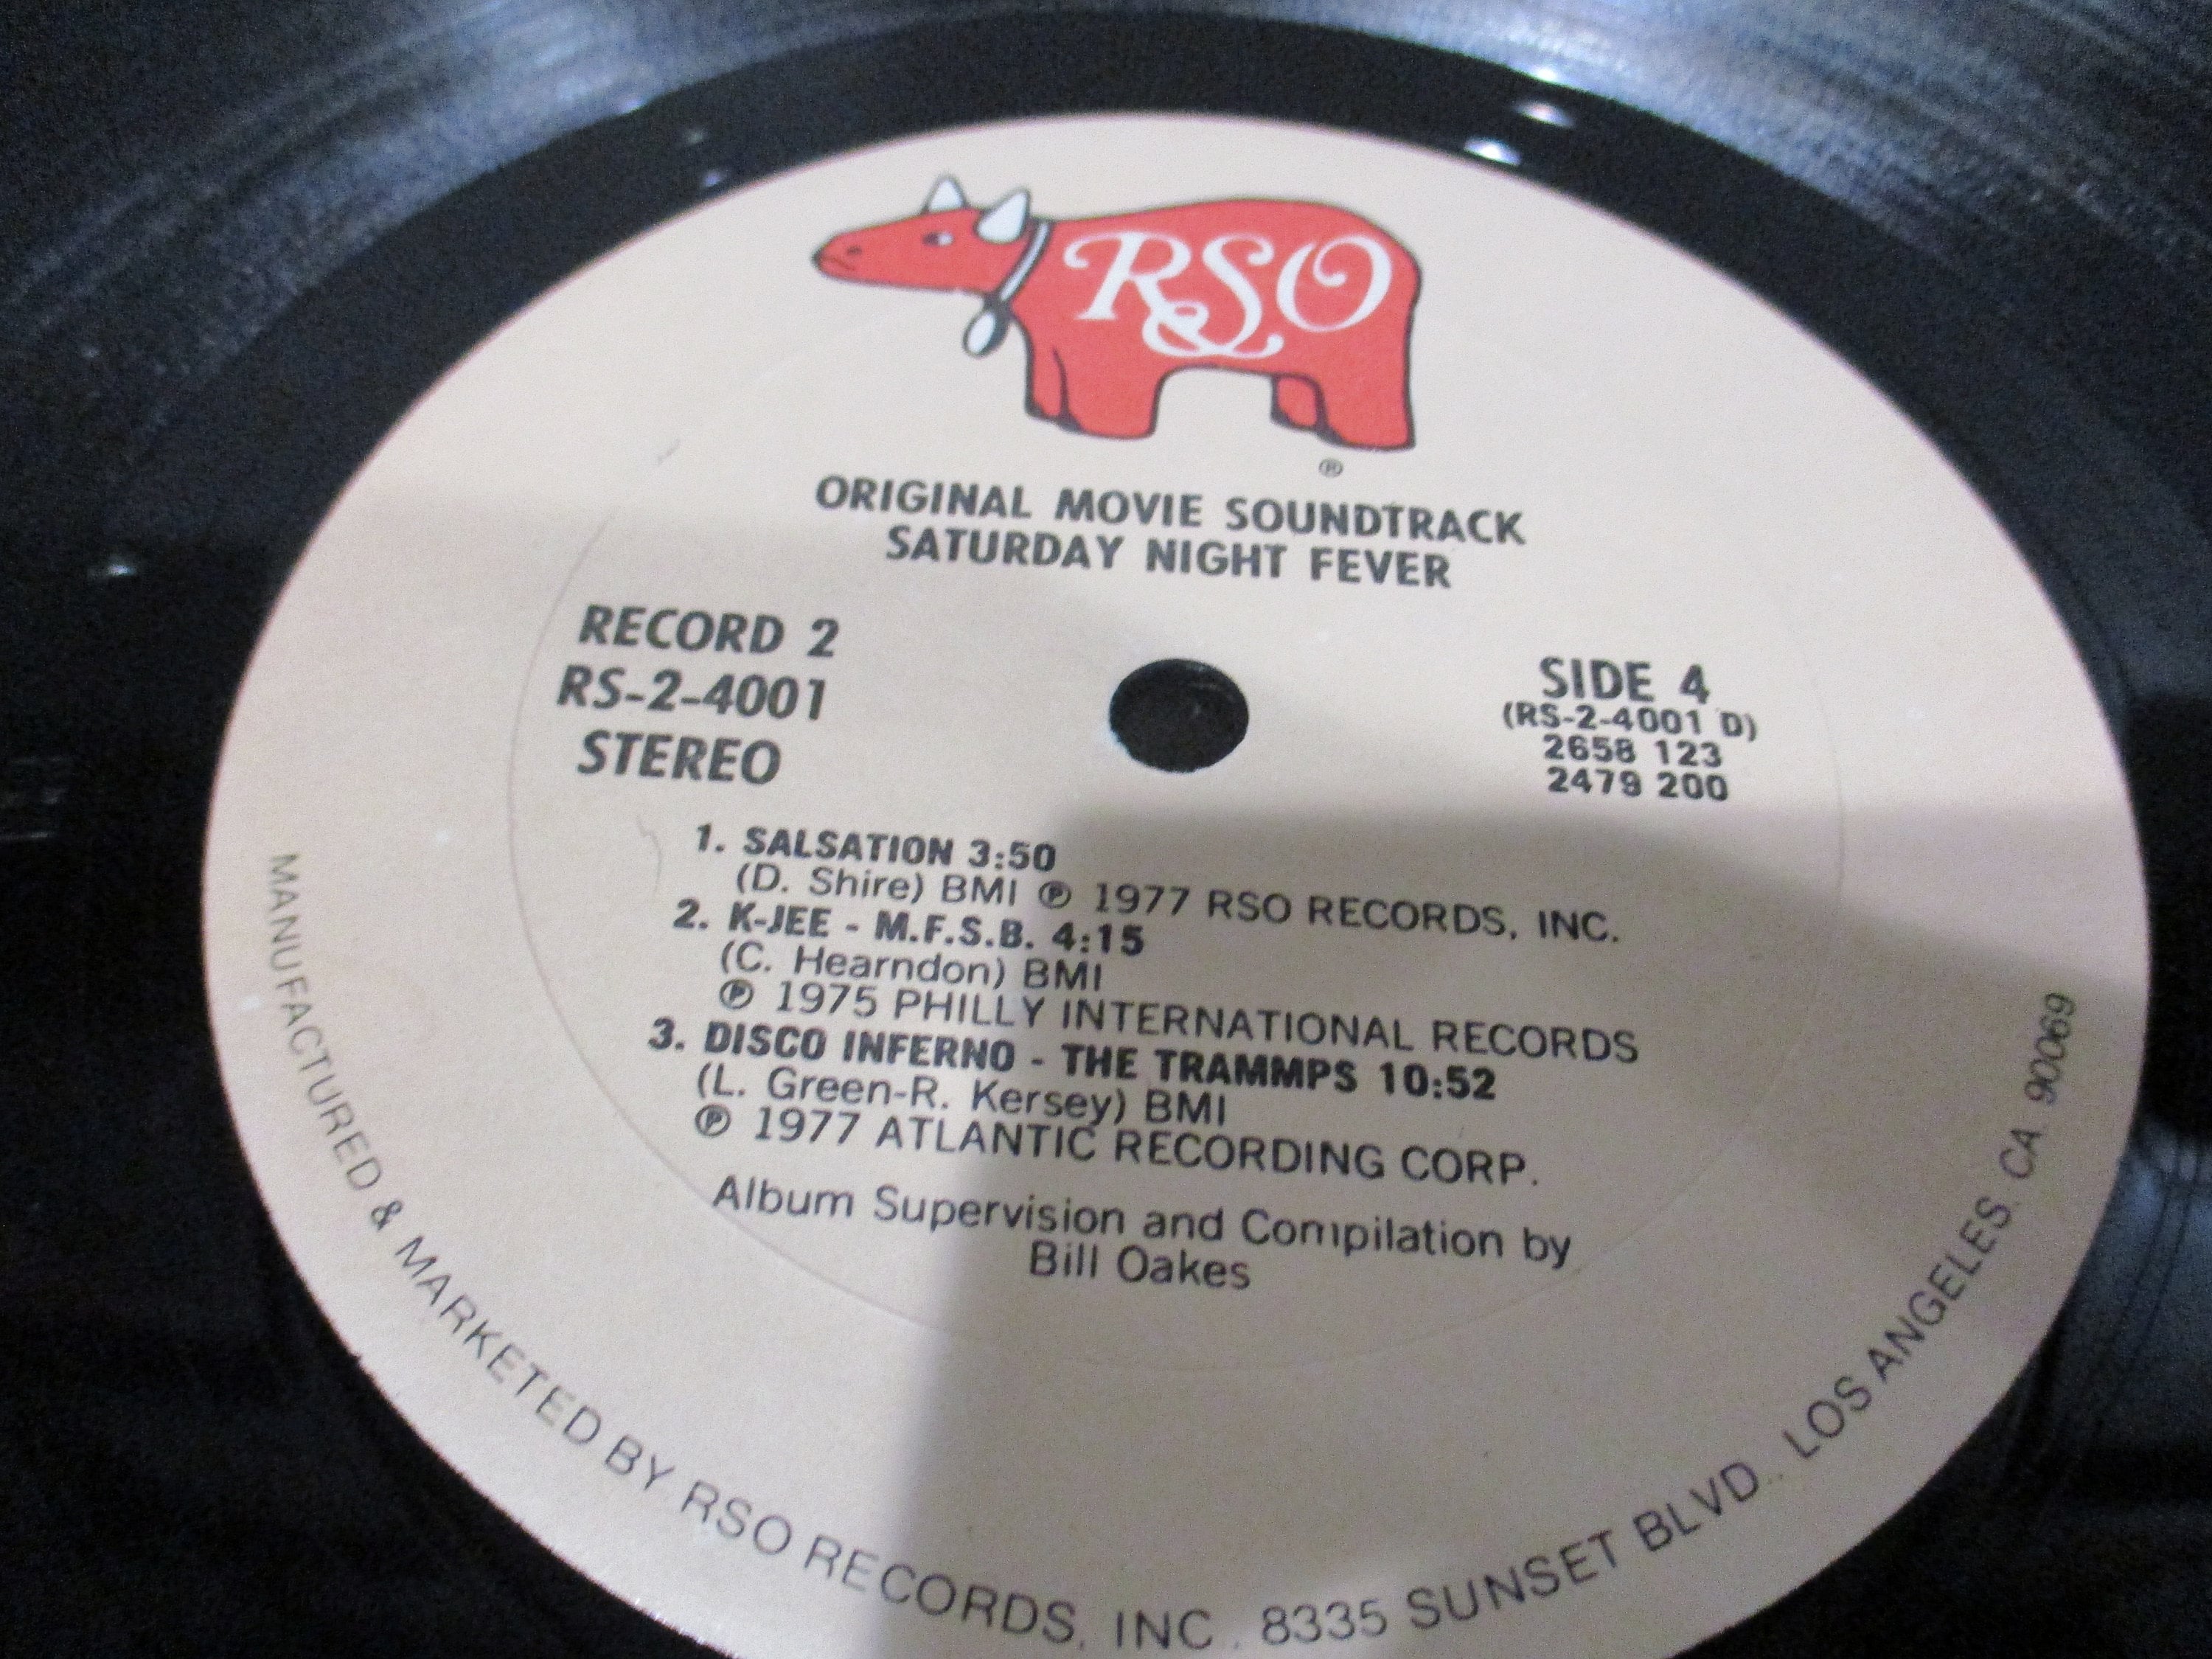 RSO
®
ORIGINAL MOVIE SOUNDTRACK
SATURDAY NIGHT FEVER
RECORD 2
RS-2-4001
STEREO
SIDE 4
(RS-2-4001 D)
2658 123
2479 200
1. SALSATION 3:50
(D. Shire) BMI ℗ 1977 RSO RECORDS, INC.
2. K-JEE - M.F.S.B. 4:15
(C. Hearndon) BMI
℗ 1975 PHILLY INTERNATIONAL RECORDS
3. DISCO INFERNO - THE TRAMMPS 10:52
(L. Green-R. Kersey) BMI
℗ 1977 ATLANTIC RECORDING CORP.
Album Supervision and Compilation by
Bill Oakes
MANUFACTURED & MARKETED BY RSO RECORDS, INC. 8335 SUNSET BLVD., LOS ANGELES, CA 90069